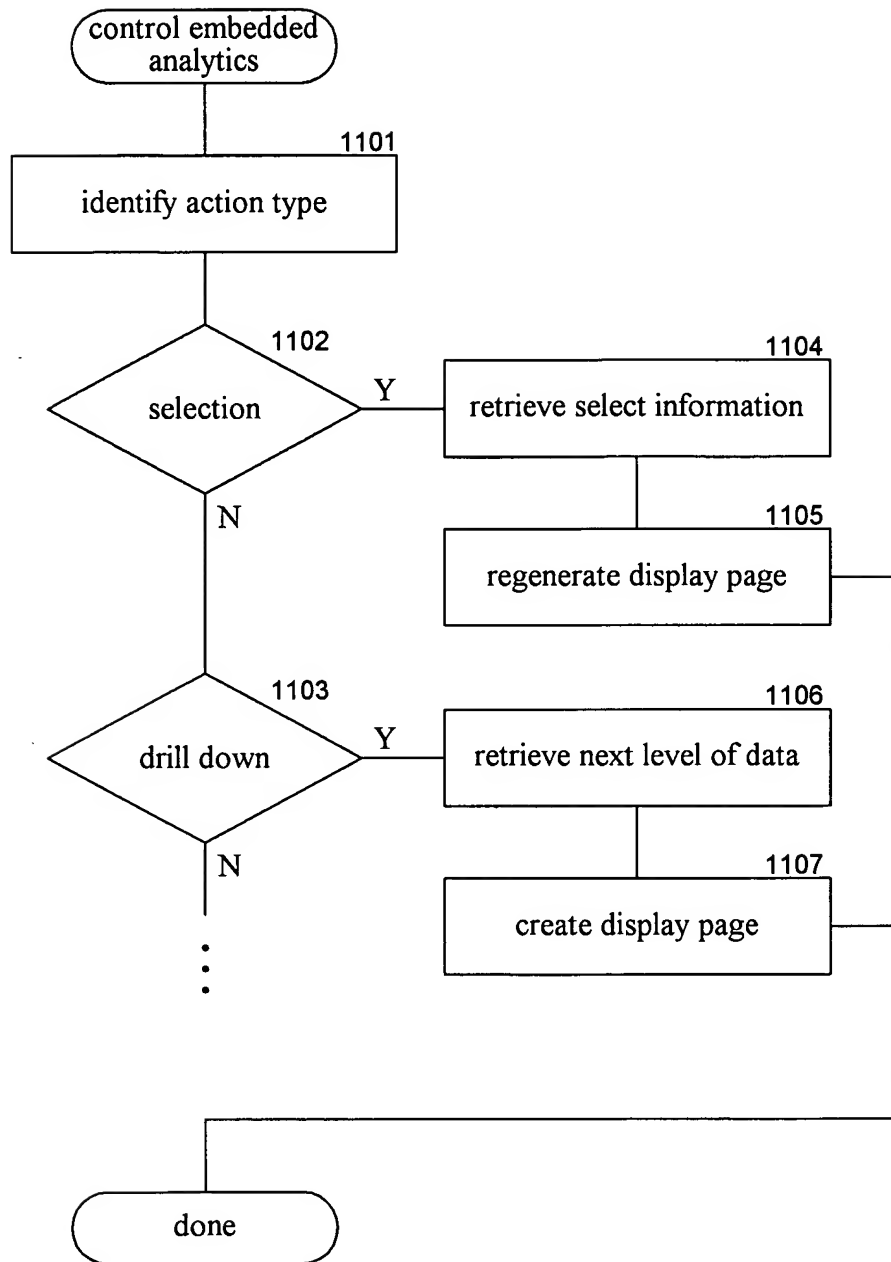 control embedded
analytics
1101
identify action type
1102
selection
Y
N
1104
retrieve select information
1105
regenerate display page
1103
drill down
Y
N
1106
retrieve next level of data
1107
create display page
done